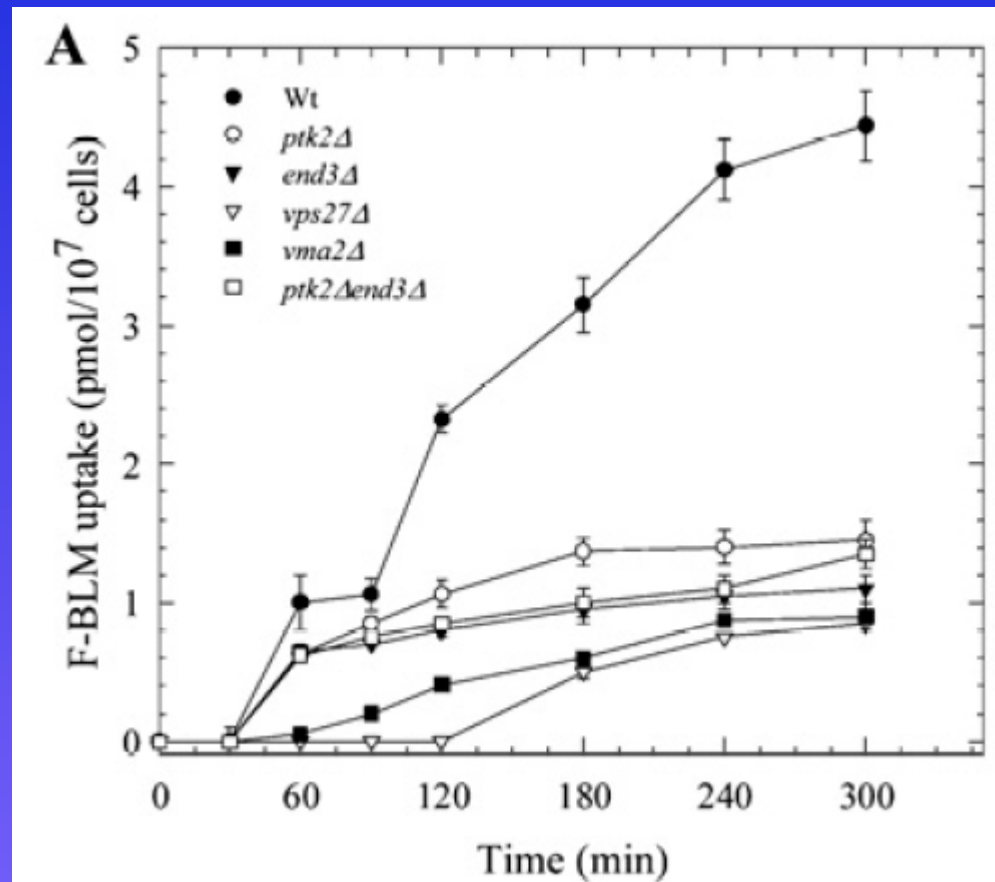 A
5
4
3
2
1
0
F-BLM uptake (pmol/10⁷ cells)
Wt
ptk2Δ
end3Δ
vps27Δ
vma2Δ
ptk2Δend3Δ
0 60 120 180 240 300
Time (min)